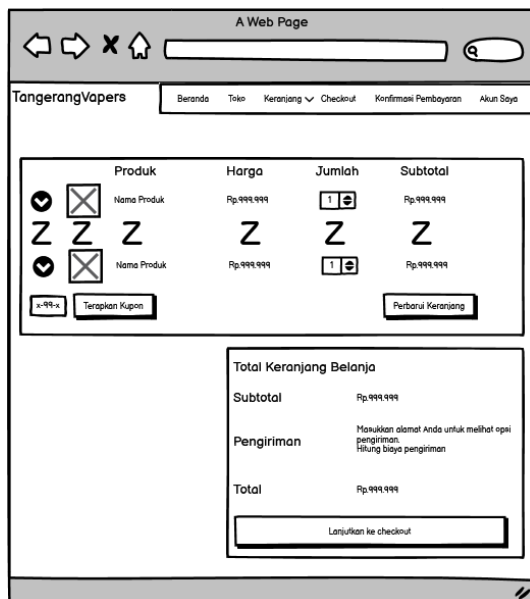 A Web Page
TangerangVapers
Beranda Toko Keranjang Checkout Konfirmasi Pembayaran Akun Saya
Produk Harga Jumlah Subtotal
Nama Produk Rp.999.999 1 Rp.999.999
Z Z Z Z Z Z
Nama Produk Rp.999.999 1 Rp.999.999
x-99-x Terapkan Kupon Perbarui Keranjang
Total Keranjang Belanja
Subtotal Rp.999.999
Pengiriman Masukkan alamat Anda untuk melihat opsi
pengiriman.
Hitung biaya pengiriman
Total Rp.999.999
Lanjutkan ke checkout